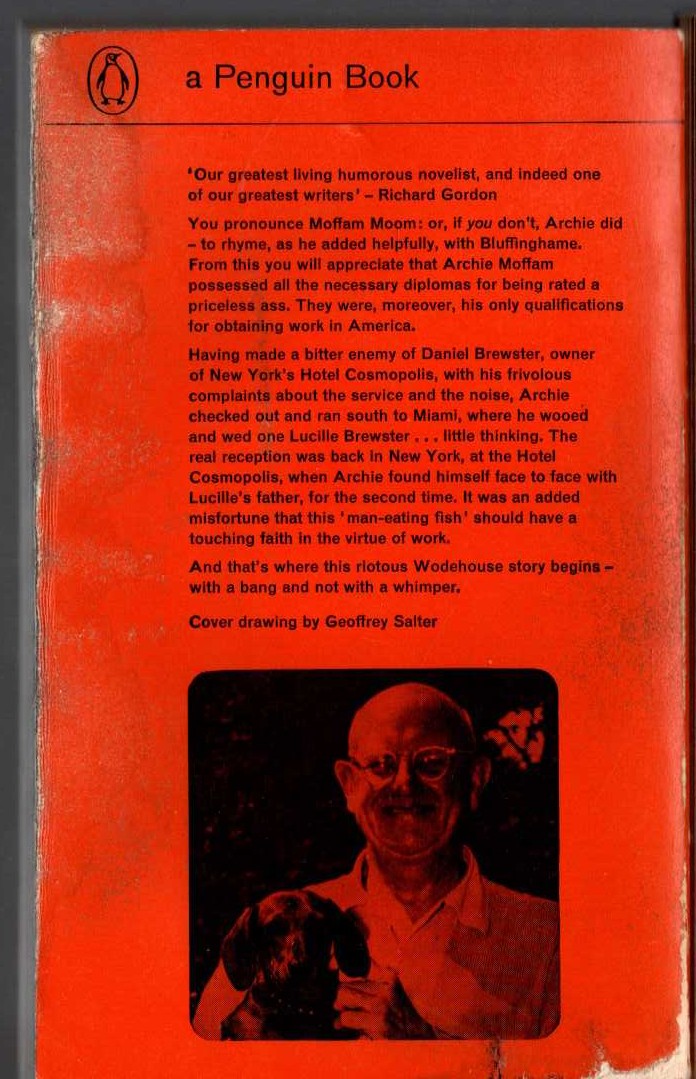 a Penguin Book
‘Our greatest living humorous novelist, and indeed one
of our greatest writers’ – Richard Gordon
You pronounce Moffam Moom: or, if you don't, Archie did
– to rhyme, as he added helpfully, with Bluffinghame.
From this you will appreciate that Archie Moffam
possessed all the necessary diplomas for being rated a
priceless ass. They were, moreover, his only qualifications
for obtaining work in America.
Having made a bitter enemy of Daniel Brewster, owner
of New York's Hotel Cosmopolis, with his frivolous
complaints about the service and the noise, Archie
checked out and ran south to Miami, where he wooed
and wed one Lucille Brewster . . . little thinking. The
real reception was back in New York, at the Hotel
Cosmopolis, when Archie found himself face to face with
Lucille's father, for the second time. It was an added
misfortune that this ‘man-eating fish’ should have a
touching faith in the virtue of work.
And that's where this riotous Wodehouse story begins –
with a bang and not with a whimper.
Cover drawing by Geoffrey Salter